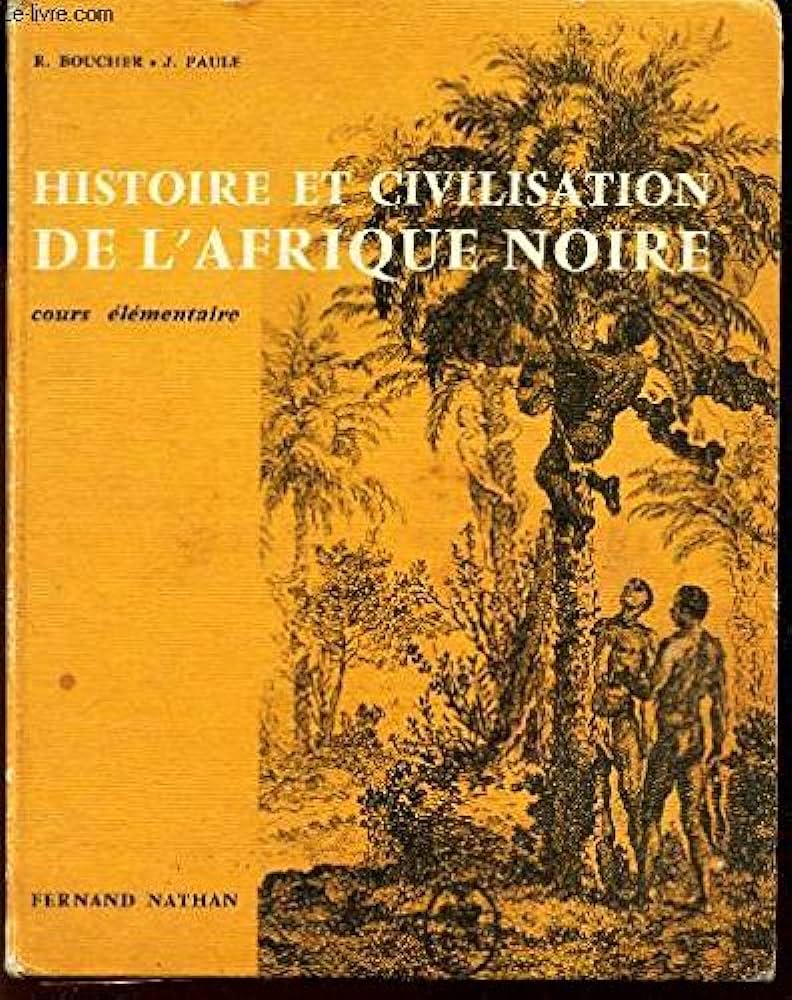 le-livre.com
R. BOUCHER • J. PAULE
HISTOIRE ET CIVILISATION
DE L'AFRIQUE NOIRE
cours élémentaire
FERNAND NATHAN